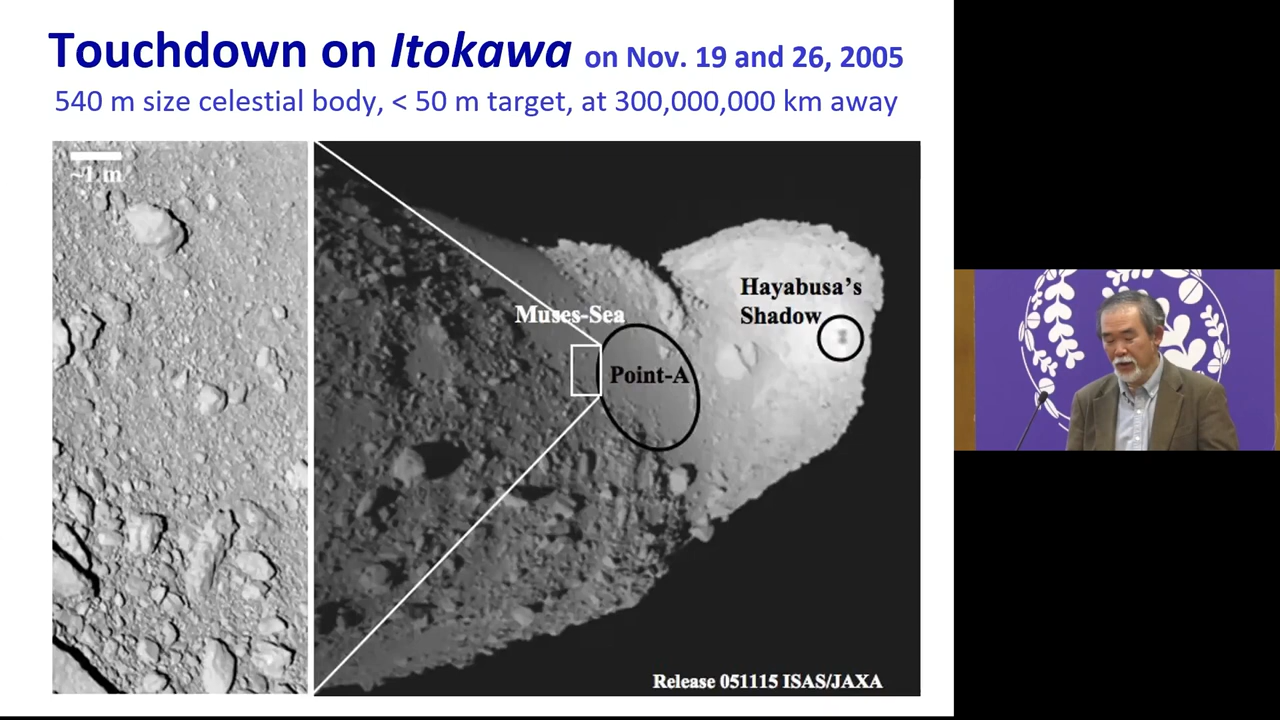 Touchdown on Itokawa on Nov. 19 and 26, 2005
540 m size celestial body, < 50 m target, at 300,000,000 km away
~1 m
Hayabusa's
Shadow
Muses-Sea
Point-A
Release 051115 ISAS/JAXA